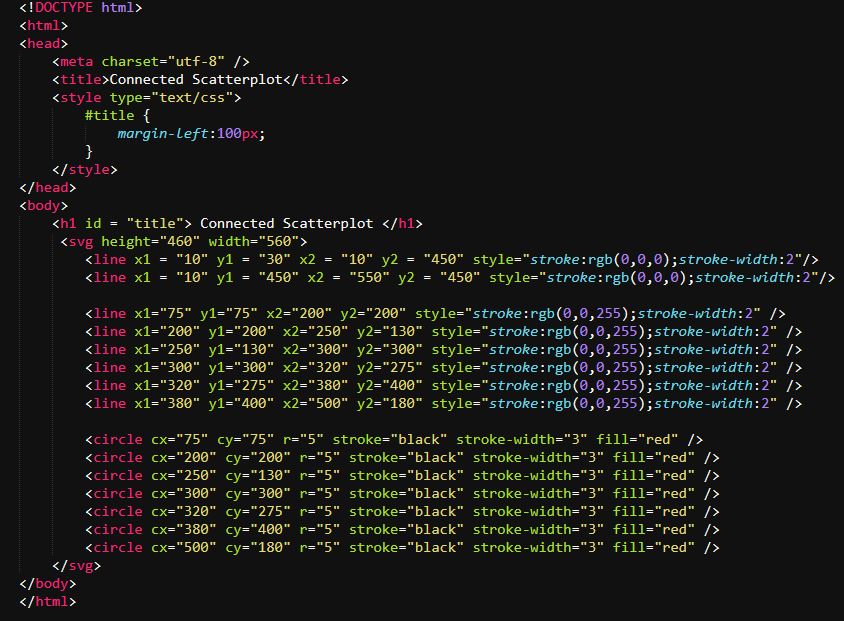 <!DOCTYPE html>
<html>
<head>
    <meta charset="utf-8" />
    <title>Connected Scatterplot</title>
    <style type="text/css">
        #title {
            margin-left:100px;
        }
    </style>
</head>
<body>
    <h1 id = "title"> Connected Scatterplot </h1>
     <svg height="460" width="560">
        <line x1 = "10" y1 = "30" x2 = "10" y2 = "450" style="stroke:rgb(0,0,0);stroke-width:2"/>
        <line x1 = "10" y1 = "450" x2 = "550" y2 = "450" style="stroke:rgb(0,0,0);stroke-width:2"/>

        <line x1="75" y1="75" x2="200" y2="200" style="stroke:rgb(0,0,255);stroke-width:2" />
        <line x1="200" y1="200" x2="250" y2="130" style="stroke:rgb(0,0,255);stroke-width:2" />
        <line x1="250" y1="130" x2="300" y2="300" style="stroke:rgb(0,0,255);stroke-width:2" />
        <line x1="300" y1="300" x2="320" y2="275" style="stroke:rgb(0,0,255);stroke-width:2" />
        <line x1="320" y1="275" x2="380" y2="400" style="stroke:rgb(0,0,255);stroke-width:2" />
        <line x1="380" y1="400" x2="500" y2="180" style="stroke:rgb(0,0,255);stroke-width:2" />

        <circle cx="75" cy="75" r="5" stroke="black" stroke-width="3" fill="red" />
        <circle cx="200" cy="200" r="5" stroke="black" stroke-width="3" fill="red" />
        <circle cx="250" cy="130" r="5" stroke="black" stroke-width="3" fill="red" />
        <circle cx="300" cy="300" r="5" stroke="black" stroke-width="3" fill="red" />
        <circle cx="320" cy="275" r="5" stroke="black" stroke-width="3" fill="red" />
        <circle cx="380" cy="400" r="5" stroke="black" stroke-width="3" fill="red" />
        <circle cx="500" cy="180" r="5" stroke="black" stroke-width="3" fill="red" />
    </svg>
</body>
</html>